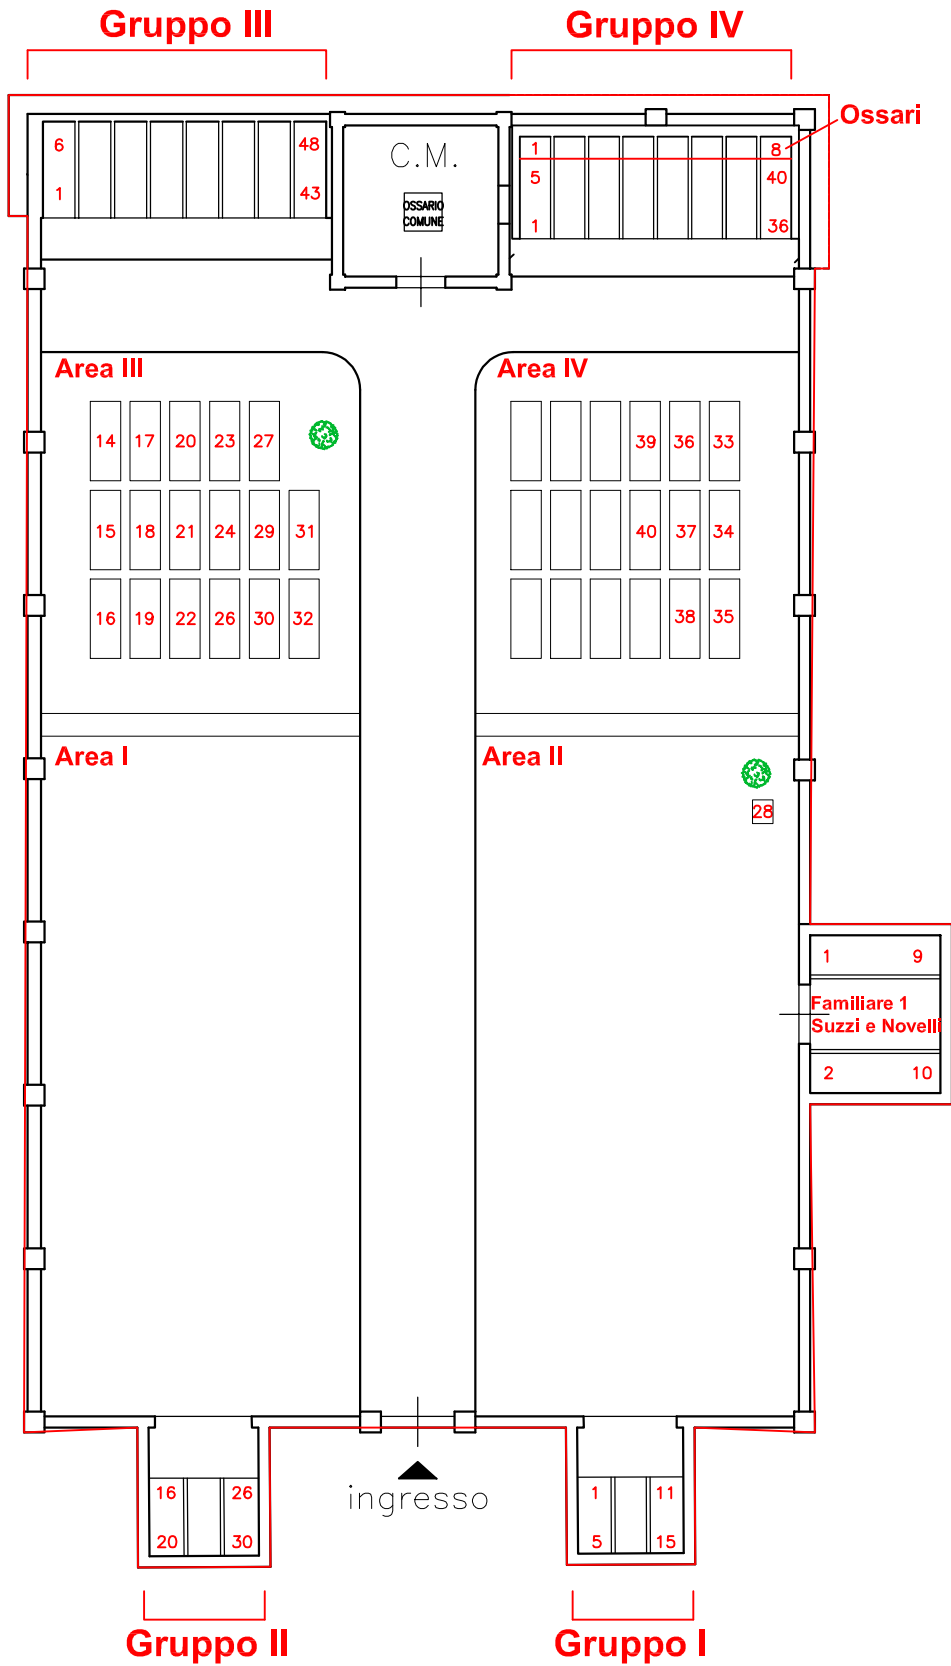 Gruppo III Gruppo IV
Ossari
6 48 C.M. 1 8
5 40
1 43 OSSARIO
COMUNE 1 36
Area III Area IV
14 17 20 23 27 39 36 33
15 18 21 24 29 31 40 37 34
16 19 22 26 30 32 38 35
Area I Area II
28
1 9
Familiare 1
Suzzi e Novelli
2 10
16 26 ingresso 1 11
20 30 5 15
Gruppo II Gruppo I